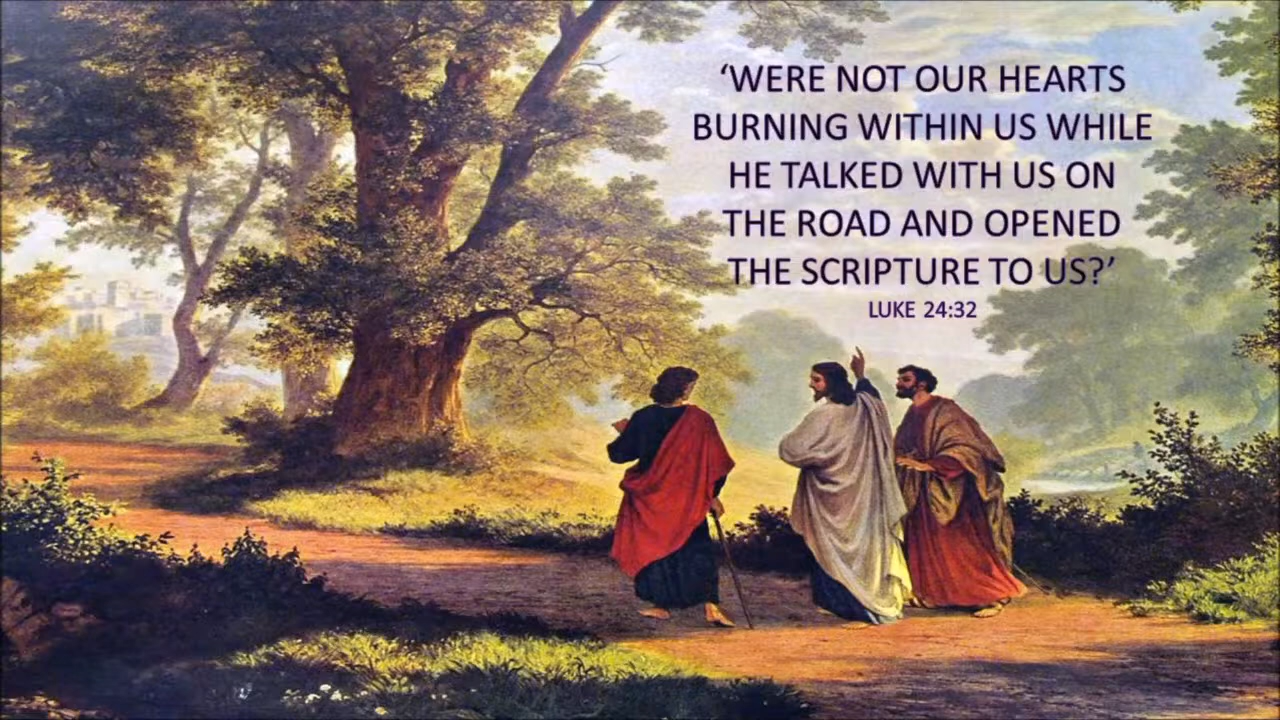 ‘WERE NOT OUR HEARTS
BURNING WITHIN US WHILE
HE TALKED WITH US ON
THE ROAD AND OPENED
THE SCRIPTURE TO US?’
LUKE 24:32